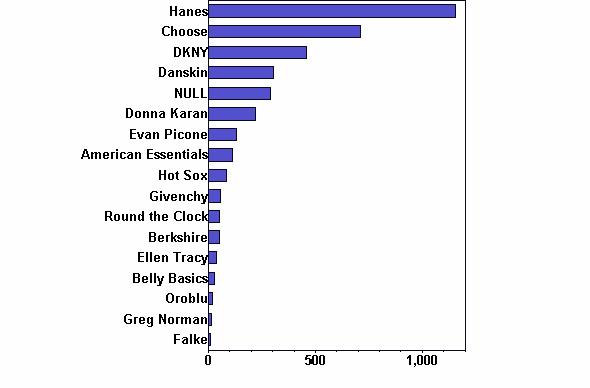 Hanes
Choose
DKNY
Danskin
NULL
Donna Karan
Evan Picone
American Essentials
Hot Sox
Givenchy
Round the Clock
Berkshire
Ellen Tracy
Belly Basics
Oroblu
Greg Norman
Falke
0 500 1,000